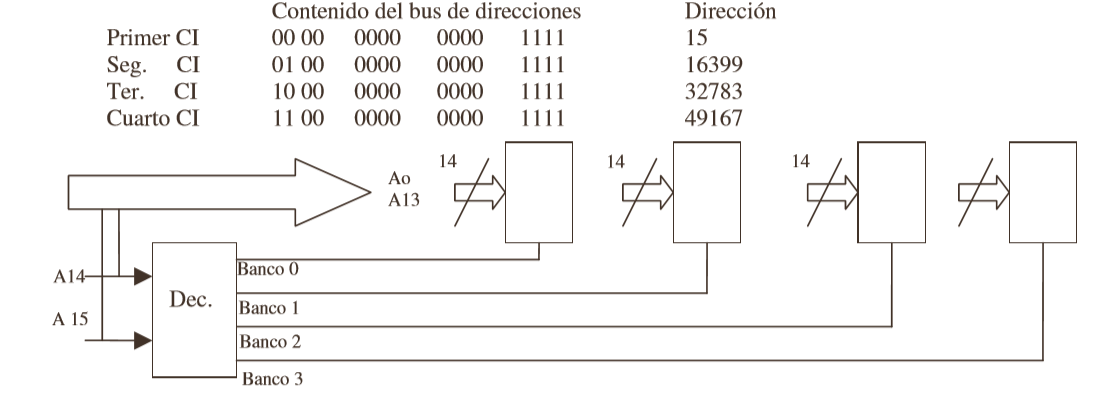 Contenido del bus de direcciones Dirección
Primer CI 00 00 0000 0000 1111 15
Seg. CI 01 00 0000 0000 1111 16399
Ter. CI 10 00 0000 0000 1111 32783
Cuarto CI 11 00 0000 0000 1111 49167
14 14 14
Ao
A13
A14
A 15
Dec.
Banco 0
Banco 1
Banco 2
Banco 3